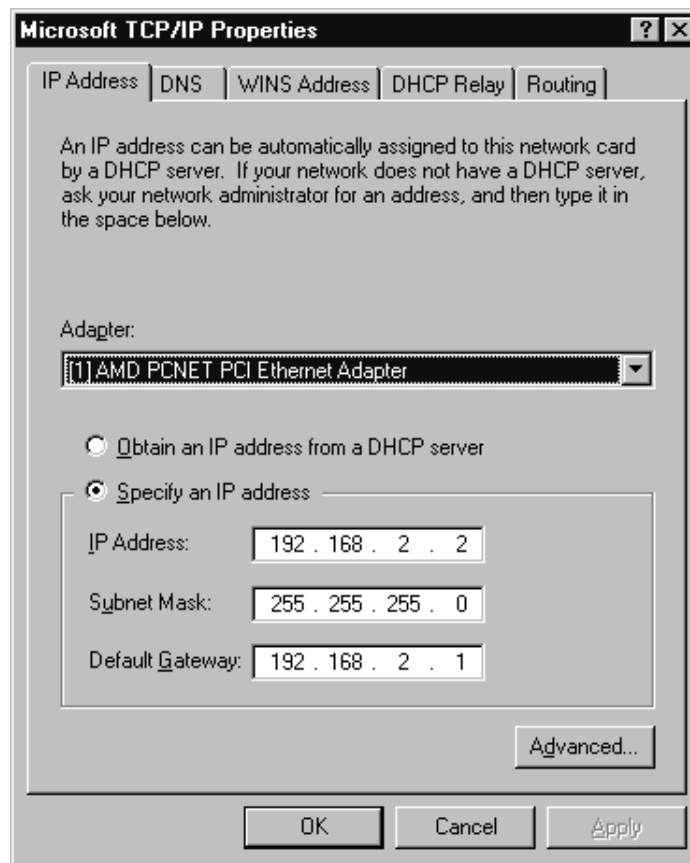 Microsoft TCP/IP Properties
IP Address DNS WINS Address DHCP Relay Routing
An IP address can be automatically assigned to this network card
by a DHCP server. If your network does not have a DHCP server,
ask your network administrator for an address, and then type it in
the space below.
Adapter:
[1] AMD PCNET PCI Ethernet Adapter
Obtain an IP address from a DHCP server
Specify an IP address
IP Address: 192 . 168 . 2 . 2
Subnet Mask: 255 . 255 . 255 . 0
Default Gateway: 192 . 168 . 2 . 1
Advanced...
OK Cancel Apply